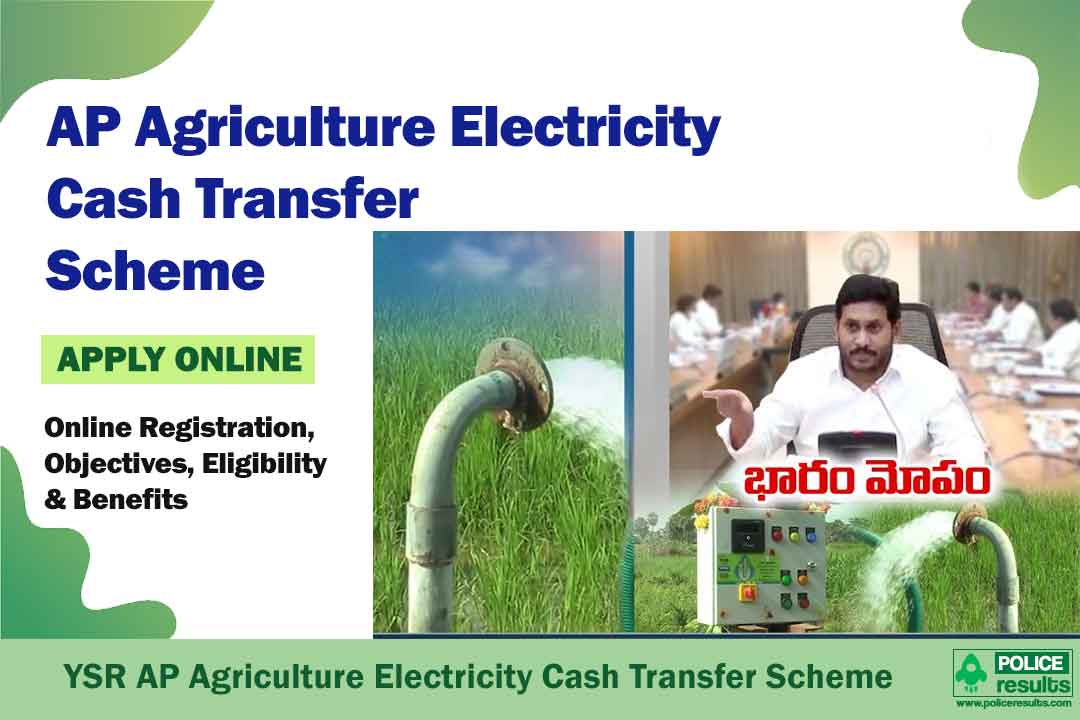 AP Agriculture Electricity
Cash Transfer
Scheme
APPLY ONLINE
Online Registration,
Objectives, Eligibility
& Benefits
భారం మోపం
YSR AP Agriculture Electricity Cash Transfer Scheme
POLICE
results
www.policeresults.com